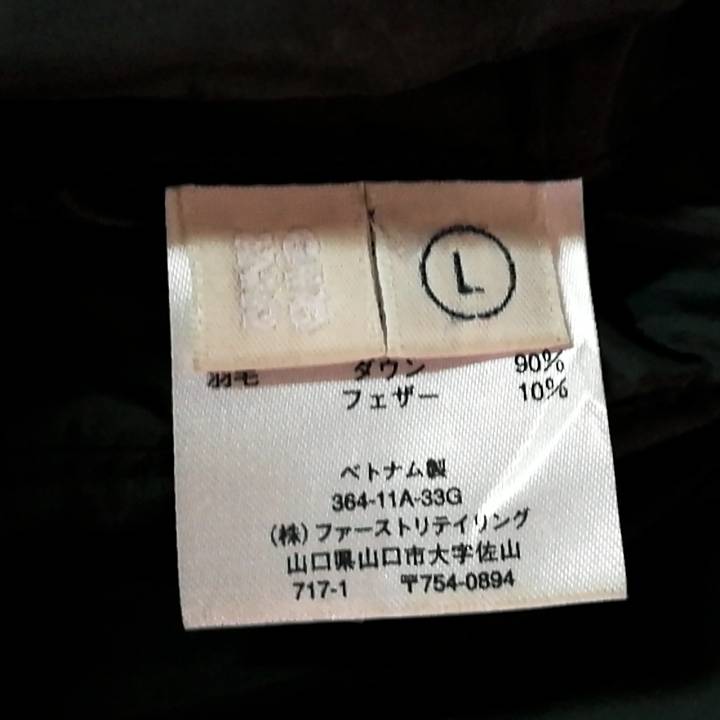 L
羽毛 ダウン 90%
フェザー 10%
ベトナム製
364-11A-33G
(株)ファーストリテイリング
山口県山口市大字佐山
717-1 〒754-0894